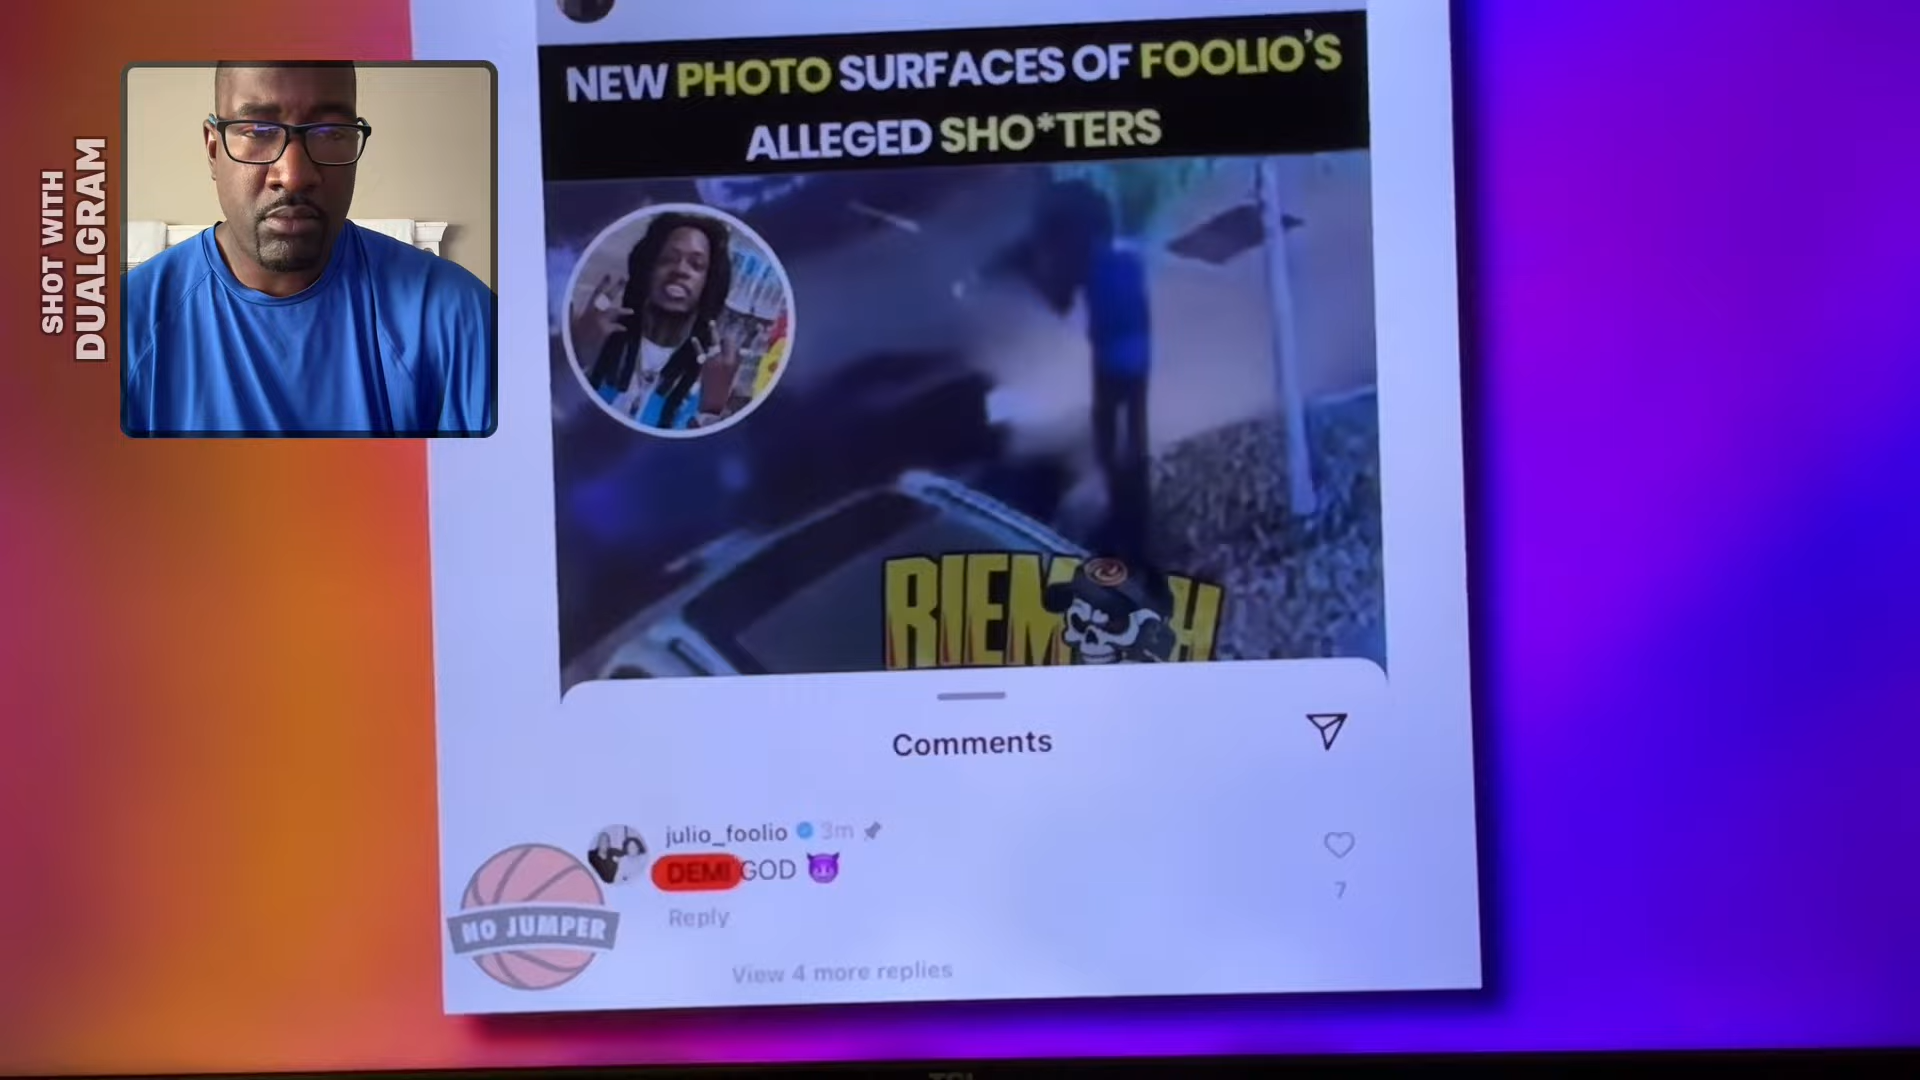 SHOT WITH
DUALGRAM
NEW PHOTO SURFACES OF FOOLIO'S
ALLEGED SHO*TERS
Comments
julio_foolio 3m
DEMI GOD 😈
7
Reply
NO JUMPER
View 4 more replies